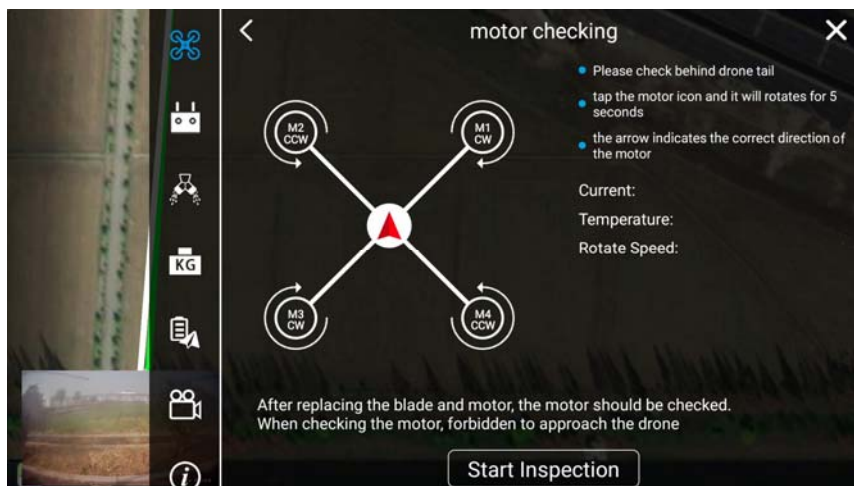 motor checking
Please check behind drone tail
tap the motor icon and it will rotates for 5
seconds
the arrow indicates the correct direction of
the motor
M2
CCW
M1
CW
Current:
Temperature:
Rotate Speed:
KG
M3
CW
M4
CCW
After replacing the blade and motor, the motor should be checked.
When checking the motor, forbidden to approach the drone
Start Inspection
i